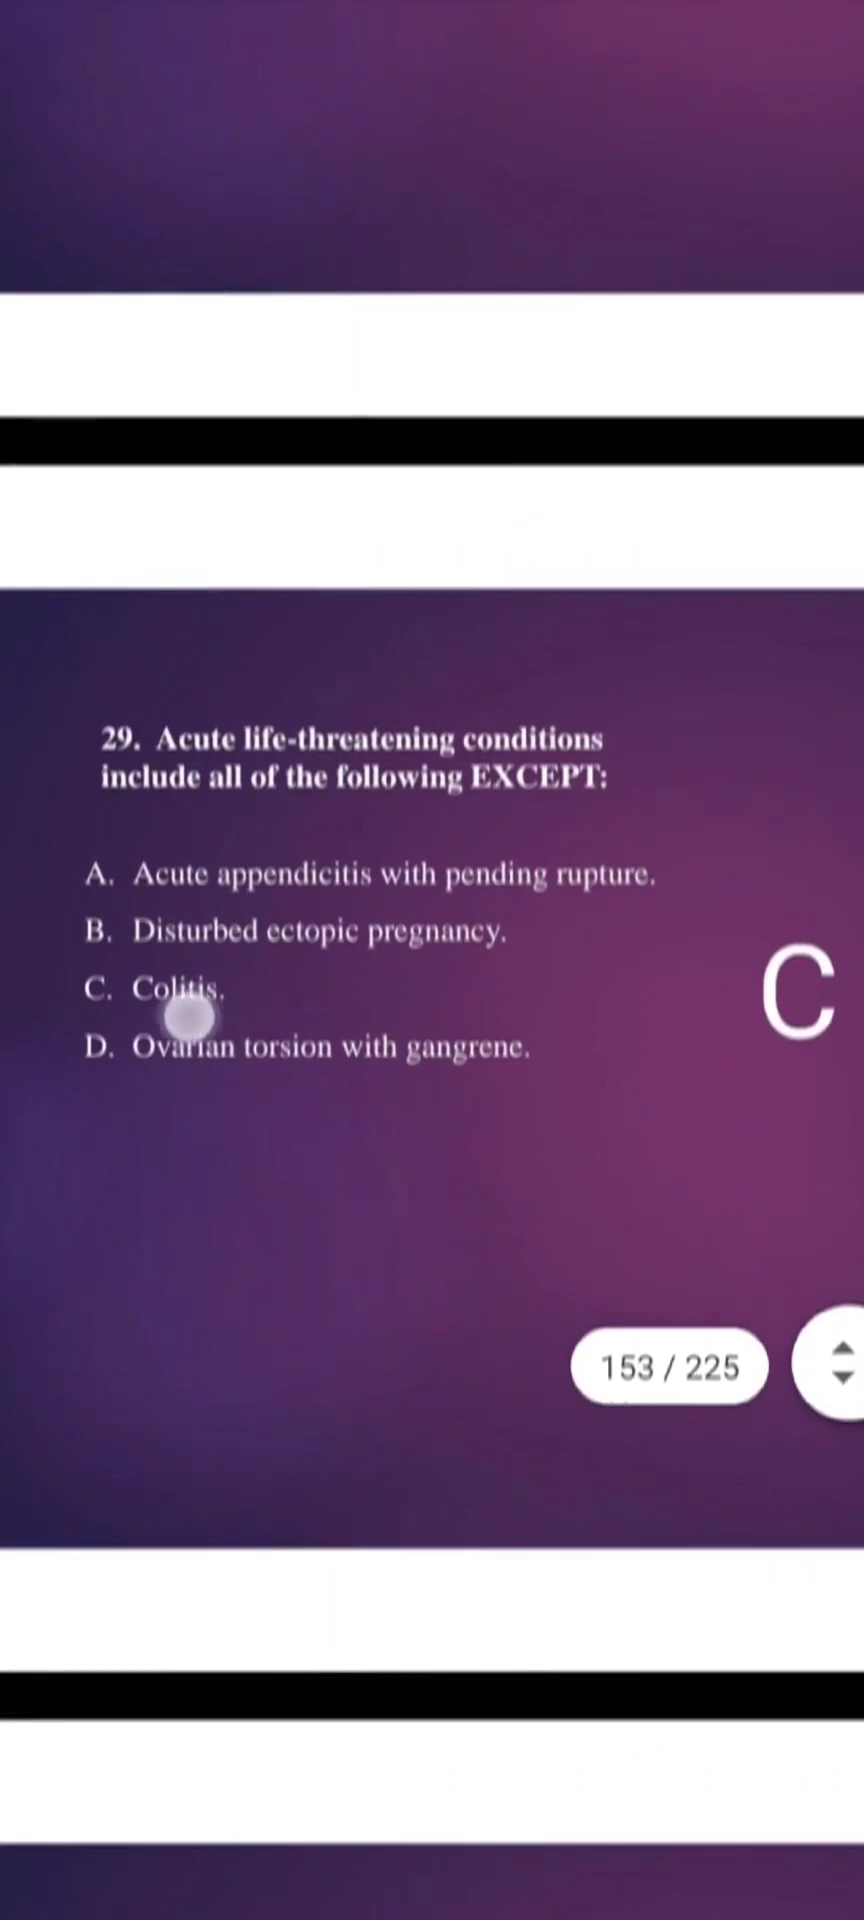 29. Acute life-threatening conditions
include all of the following EXCEPT:
A. Acute appendicitis with pending rupture.
B. Disturbed ectopic pregnancy.
C. Colitis.
D. Ovarian torsion with gangrene.
C
153 / 225